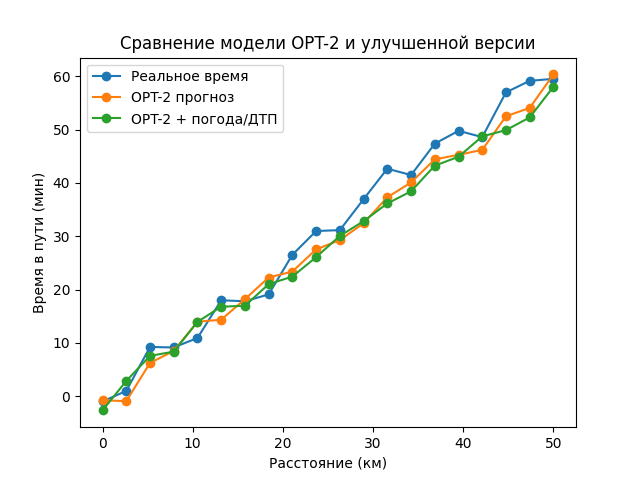 Сравнение модели OPT-2 и улучшенной версии
Реальное время
OPT-2 прогноз
OPT-2 + погода/ДТП
Время в пути (мин)
60
50
40
30
20
10
0
0 10 20 30 40 50
Расстояние (км)